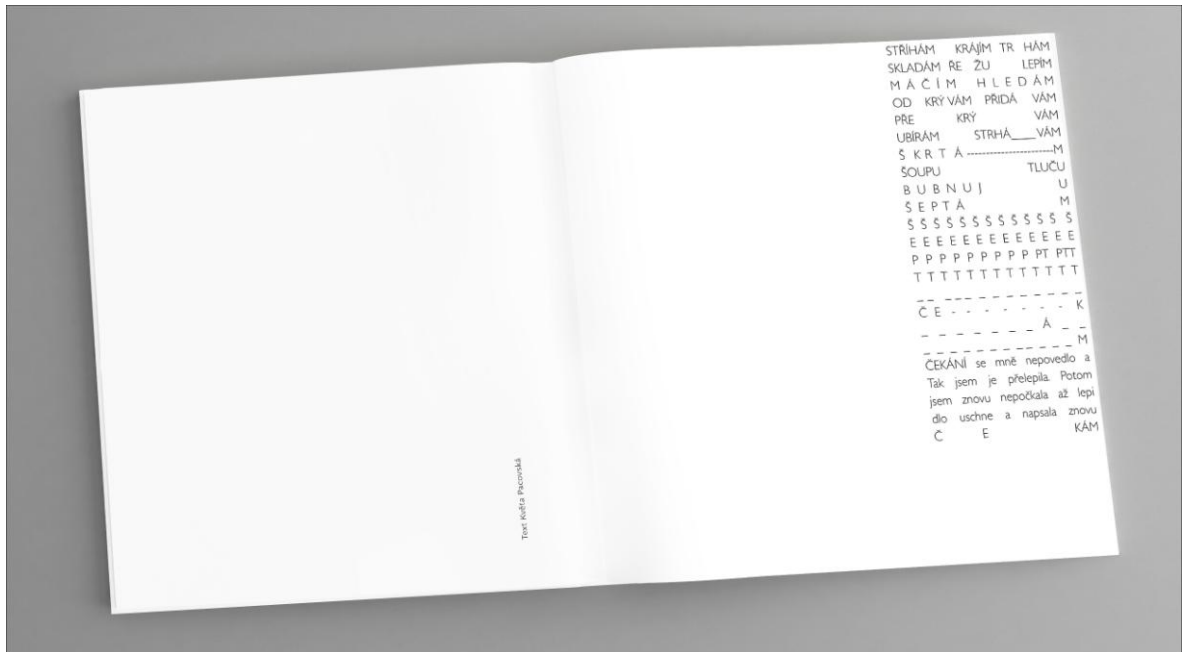 Text Květa Pacovská
STŘÍHÁM KRÁJÍM TR HÁM
SKLADÁM ŘE ŽU LEPÍM
M Á Č Í M H L E D Á M
OD KRÝ VÁM PŘIDÁ VÁM
PŘE KRÝ VÁM
UBÍRÁM STRHÁ____VÁM
Š K R T Á -----------------------M
ŠOUPU TLUČU
B U B N U J U
Š E P T Á M
Š Š Š Š Š Š Š Š Š Š Š Š Š
E E E E E E E E E E E E E
P P P P P P P P P P PT PTT
T T T T T T T T T T T T T
_ _ _ _ _ _ _ _ _ _ _ _ _
Č E - - - - - - - - K
_ _ _ _ _ _ _ _ Á _ _
_ _ _ _ _ _ _ _ _ _ _ _ M
ČEKÁNÍ se mně nepovedlo a
Tak jsem je přelepila. Potom
jsem znovu nepočkala až lepi
dlo uschne a napsala znovu
Č E KÁM